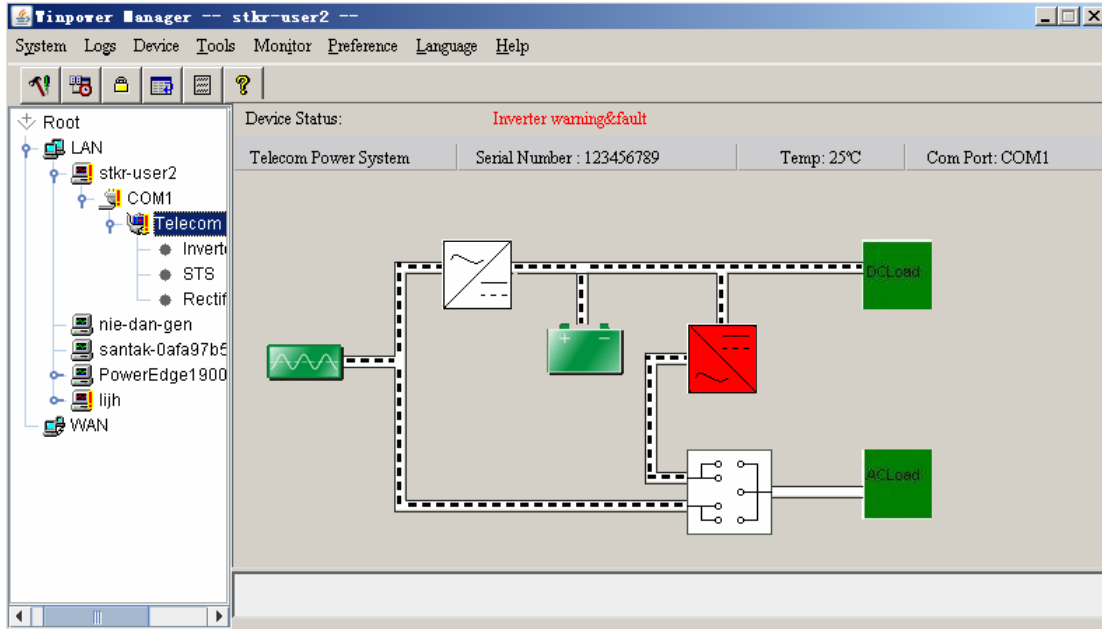 Winpower Manager -- stkr-user2 --
System Logs Device Tools Monitor Preference Language Help
Root
LAN
stkr-user2
COM1
Telecom
Inverte
STS
Rectif
nie-dan-gen
santak-0afa97b5
PowerEdge1900
lijh
WAN
Device Status: Inverter warning&fault
Telecom Power System Serial Number : 123456789 Temp: 25℃ Com Port: COM1
DCLoad
ACLoad